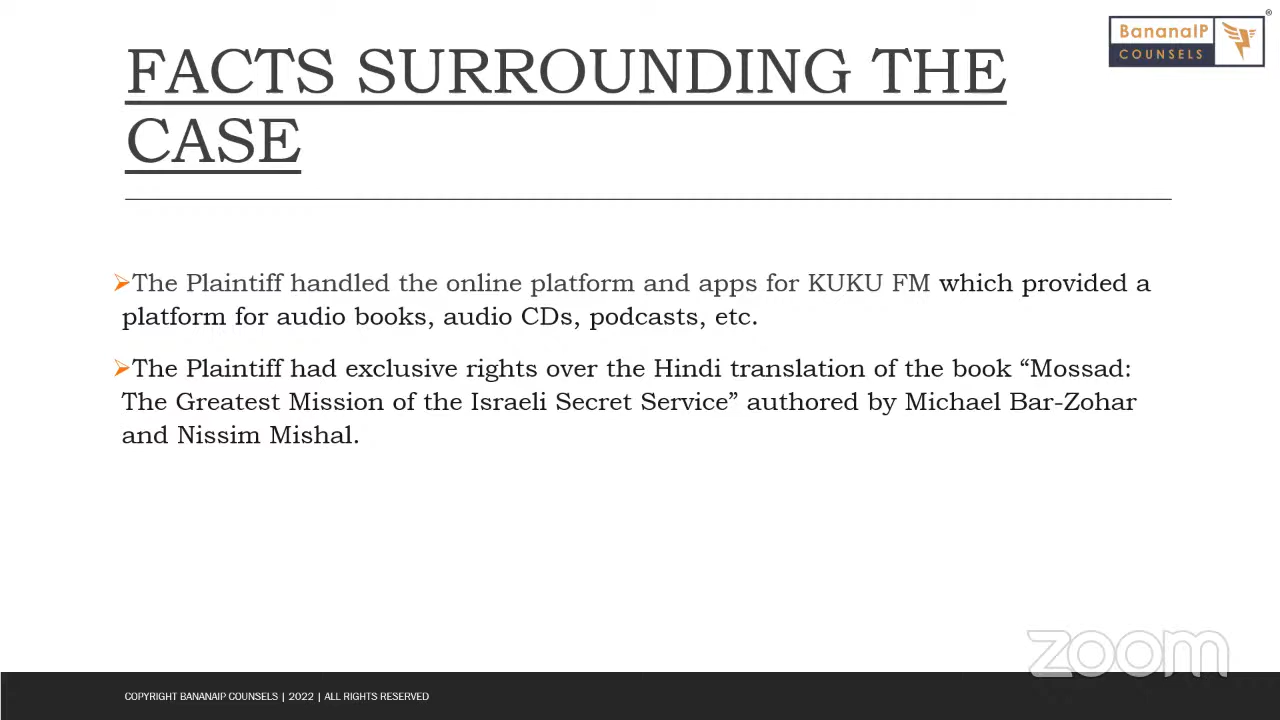 BananaIP
COUNSELS
®
FACTS SURROUNDING THE
CASE
➢The Plaintiff handled the online platform and apps for KUKU FM which provided a
platform for audio books, audio CDs, podcasts, etc.
➢The Plaintiff had exclusive rights over the Hindi translation of the book “Mossad:
The Greatest Mission of the Israeli Secret Service” authored by Michael Bar-Zohar
and Nissim Mishal.
zoom
COPYRIGHT BANANAIP COUNSELS | 2022 | ALL RIGHTS RESERVED